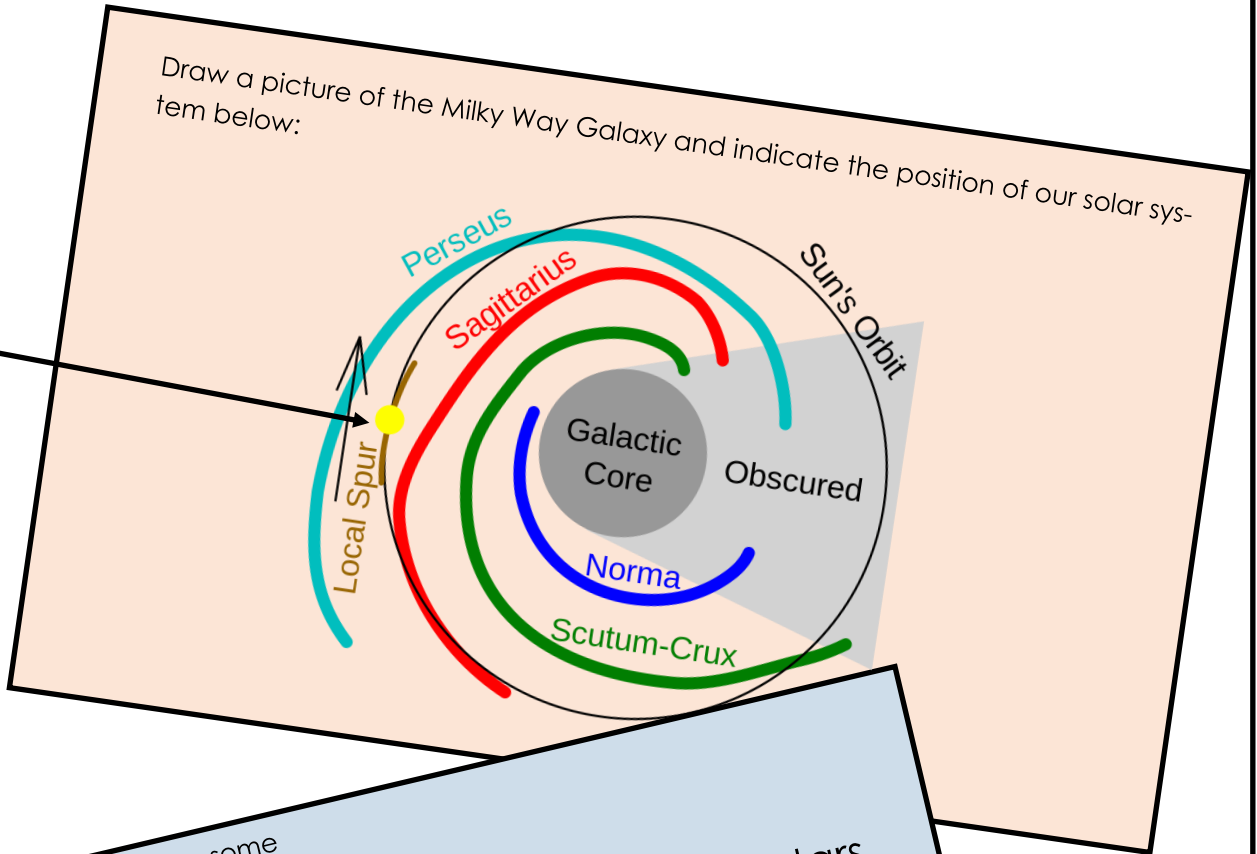 Draw a picture of the Milky Way Galaxy and indicate the position of our solar sys-
tem below:
Perseus
Sagittarius
Sun's Orbit
Galactic
Core
Obscured
Local Spur
Norma
Scutum-Crux
some